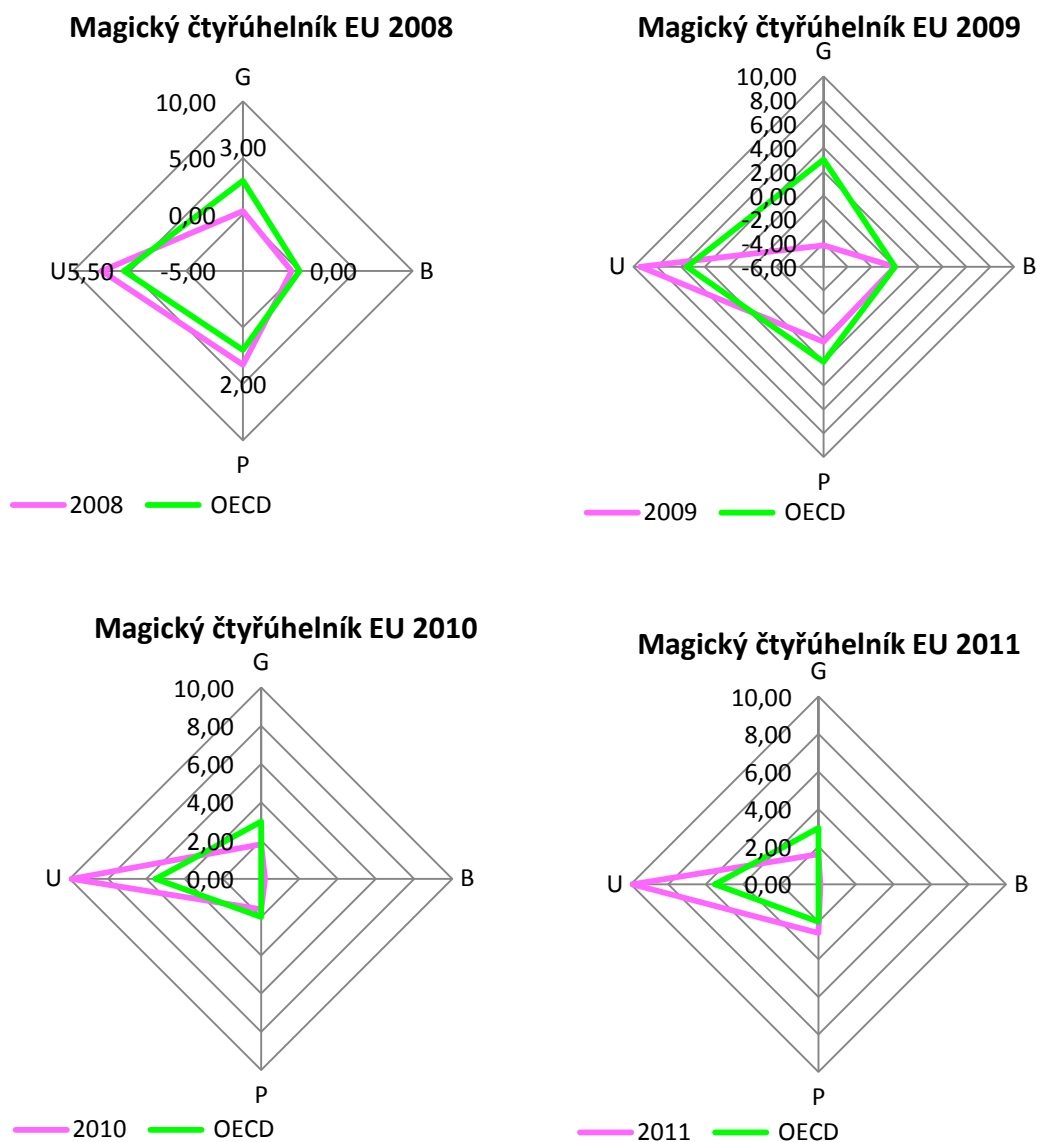 Magický čtyřúhelník EU 2008
G
10,00
3,00
5,00
0,00
U5,50
-5,00
0,00
B
2,00
P
2008
OECD
Magický čtyřúhelník EU 2009
G
10,00
8,00
6,00
4,00
2,00
0,00
-2,00
-4,00
-6,00
U
B
P
2009
OECD
Magický čtyřúhelník EU 2010
G
10,00
8,00
6,00
4,00
2,00
0,00
U
B
P
2010
OECD
Magický čtyřúhelník EU 2011
G
10,00
8,00
6,00
4,00
2,00
0,00
U
B
P
2011
OECD